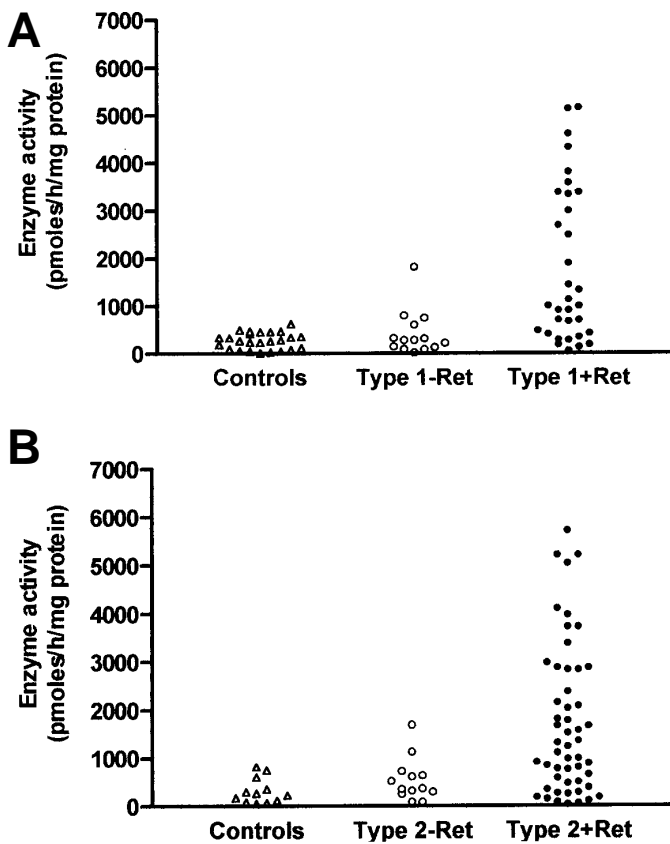 A
Enzyme activity
(pmoles/h/mg protein)
7000
6000
5000
4000
3000
2000
1000
0
Controls Type 1-Ret Type 1+Ret
B
Enzyme activity
(pmoles/h/mg protein)
7000
6000
5000
4000
3000
2000
1000
0
Controls Type 2-Ret Type 2+Ret